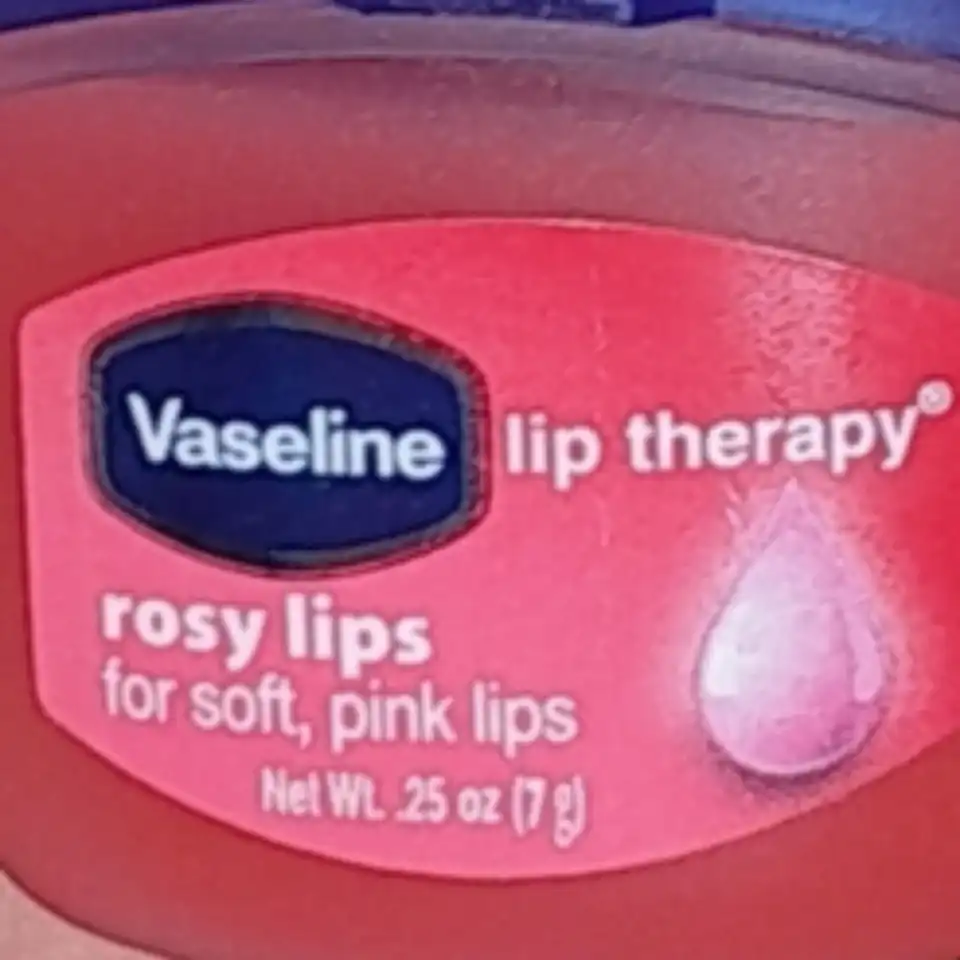 Vaseline lip therapy®
rosy lips
for soft, pink lips
Net Wt. .25 oz (7 g)